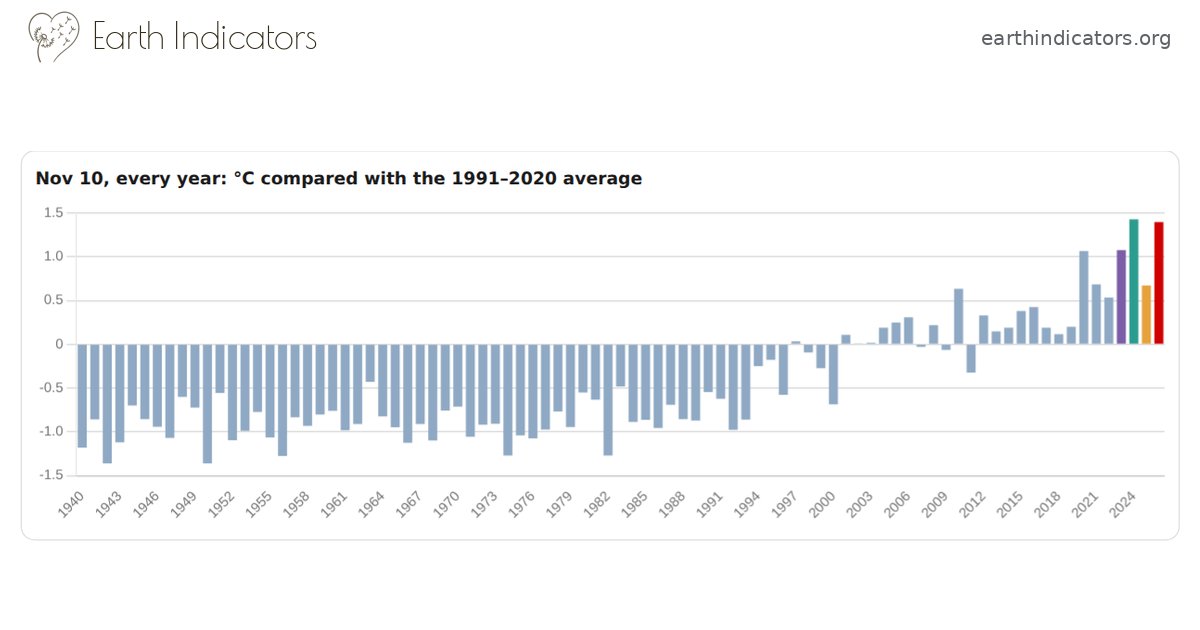 Earth Indicators
earthindicators.org
Nov 10, every year: °C compared with the 1991–2020 average
1.5
1.0
0.5
0
-0.5
-1.0
-1.5
1940 1943 1946 1949 1952 1955 1958 1961 1964 1967 1970 1973 1976 1979 1982 1985 1988 1991 1994 1997 2000 2003 2006 2009 2012 2015 2018 2021 2024